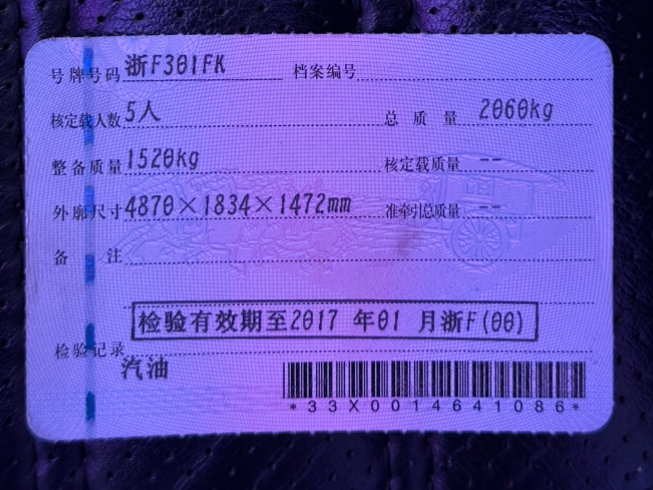 号牌号码 浙F301FK 档案编号
核定载人数 5人 总质量 2060kg
整备质量 1520kg 核定载质量 --
外廓尺寸 4870×1834×1472mm 准牵引总质量 --
备注
检验有效期至2017 年01 月浙F(00)
检验记录
汽油
*33X0014641086*